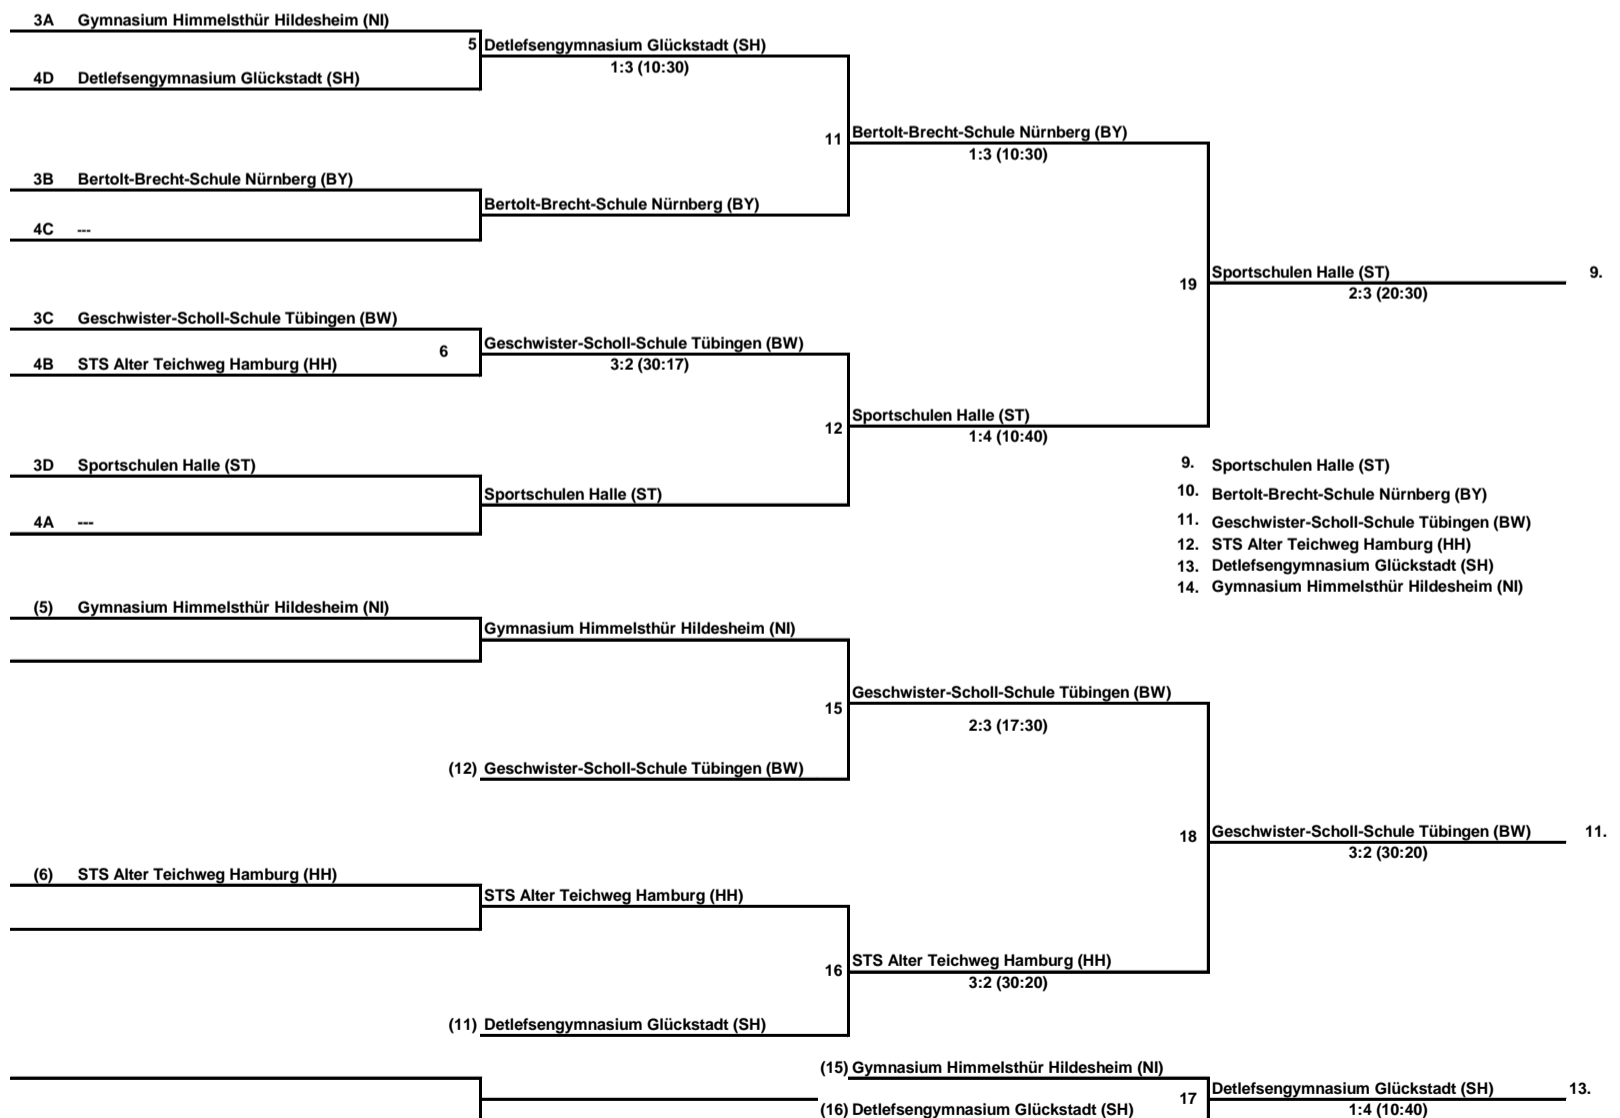 3A Gymnasium Himmelsthür Hildesheim (NI)
5 Detlefsengymnasium Glückstadt (SH)
1:3 (10:30)
4D Detlefsengymnasium Glückstadt (SH)
11 Bertolt-Brecht-Schule Nürnberg (BY)
1:3 (10:30)
3B Bertolt-Brecht-Schule Nürnberg (BY)
Bertolt-Brecht-Schule Nürnberg (BY)
4C ---
19 Sportschulen Halle (ST) 9.
2:3 (20:30)
3C Geschwister-Scholl-Schule Tübingen (BW)
6 Geschwister-Scholl-Schule Tübingen (BW)
4B STS Alter Teichweg Hamburg (HH) 3:2 (30:17)
12 Sportschulen Halle (ST)
1:4 (10:40)
3D Sportschulen Halle (ST)
Sportschulen Halle (ST)
4A ---
9. Sportschulen Halle (ST)
10. Bertolt-Brecht-Schule Nürnberg (BY)
11. Geschwister-Scholl-Schule Tübingen (BW)
12. STS Alter Teichweg Hamburg (HH)
13. Detlefsengymnasium Glückstadt (SH)
14. Gymnasium Himmelsthür Hildesheim (NI)
(5) Gymnasium Himmelsthür Hildesheim (NI)
Gymnasium Himmelsthür Hildesheim (NI)
15 Geschwister-Scholl-Schule Tübingen (BW)
2:3 (17:30)
(12) Geschwister-Scholl-Schule Tübingen (BW)
18 Geschwister-Scholl-Schule Tübingen (BW) 11.
3:2 (30:20)
(6) STS Alter Teichweg Hamburg (HH)
STS Alter Teichweg Hamburg (HH)
16 STS Alter Teichweg Hamburg (HH)
3:2 (30:20)
(11) Detlefsengymnasium Glückstadt (SH)
(15) Gymnasium Himmelsthür Hildesheim (NI)
17 Detlefsengymnasium Glückstadt (SH) 13.
(16) Detlefsengymnasium Glückstadt (SH) 1:4 (10:40)